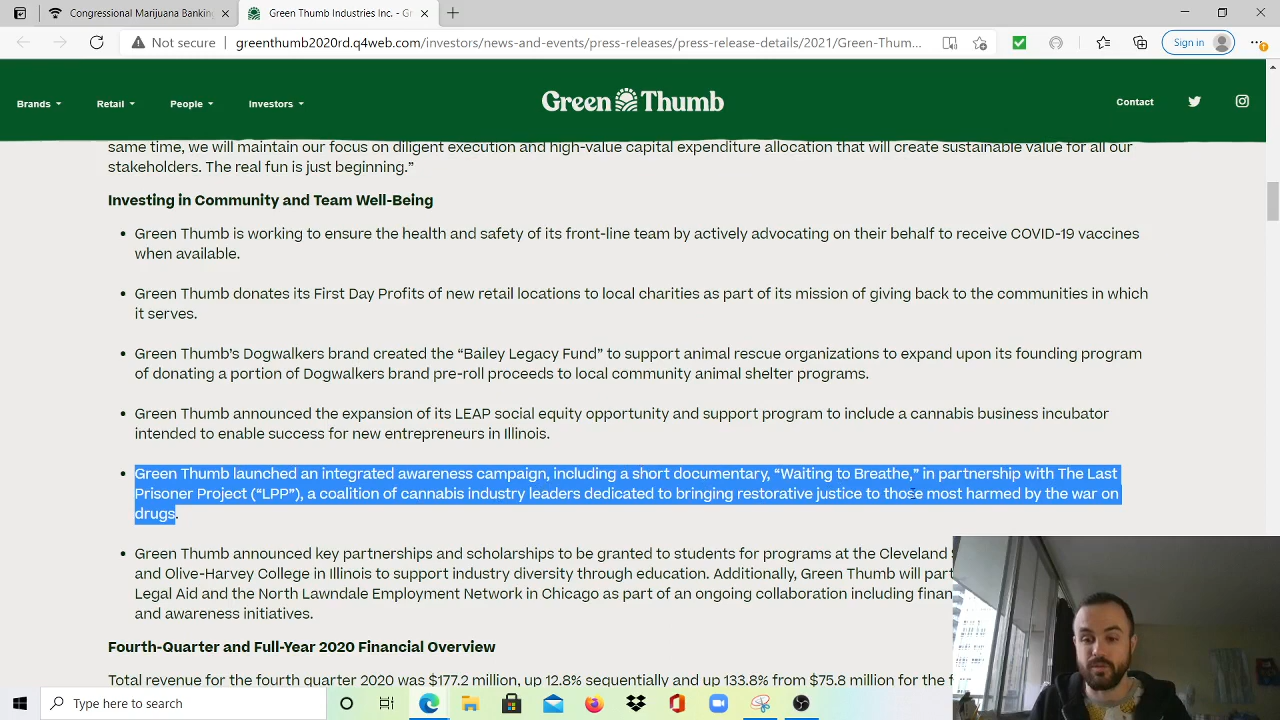 Congressional Marijuana Banking
Green Thumb Industries Inc. - Gr
Not secure
greenthumb2020rd.q4web.com/investors/news-and-events/press-releases/press-release-details/2021/Green-Thum...
Sign in
Brands
Retail
People
Investors
Green Thumb
Contact
same time, we will maintain our focus on diligent execution and high-value capital expenditure allocation that will create sustainable value for all our
stakeholders. The real fun is just beginning.”
Investing in Community and Team Well-Being
• Green Thumb is working to ensure the health and safety of its front-line team by actively advocating on their behalf to receive COVID-19 vaccines
when available.
• Green Thumb donates its First Day Profits of new retail locations to local charities as part of its mission of giving back to the communities in which
it serves.
• Green Thumb’s Dogwalkers brand created the “Bailey Legacy Fund” to support animal rescue organizations to expand upon its founding program
of donating a portion of Dogwalkers brand pre-roll proceeds to local community animal shelter programs.
• Green Thumb announced the expansion of its LEAP social equity opportunity and support program to include a cannabis business incubator
intended to enable success for new entrepreneurs in Illinois.
• Green Thumb launched an integrated awareness campaign, including a short documentary, “Waiting to Breathe,” in partnership with The Last
Prisoner Project (“LPP”), a coalition of cannabis industry leaders dedicated to bringing restorative justice to those most harmed by the war on
drugs.
• Green Thumb announced key partnerships and scholarships to be granted to students for programs at the Cleveland
and Olive-Harvey College in Illinois to support industry diversity through education. Additionally, Green Thumb will
Legal Aid and the North Lawndale Employment Network in Chicago as part of an ongoing collaboration including
and awareness initiatives.
Fourth-Quarter and Full-Year 2020 Financial Overview
Total revenue for the fourth quarter 2020 was $177.2 million, up 12.8% sequentially and up 133.8% from $75.8 million for the
Type here to search